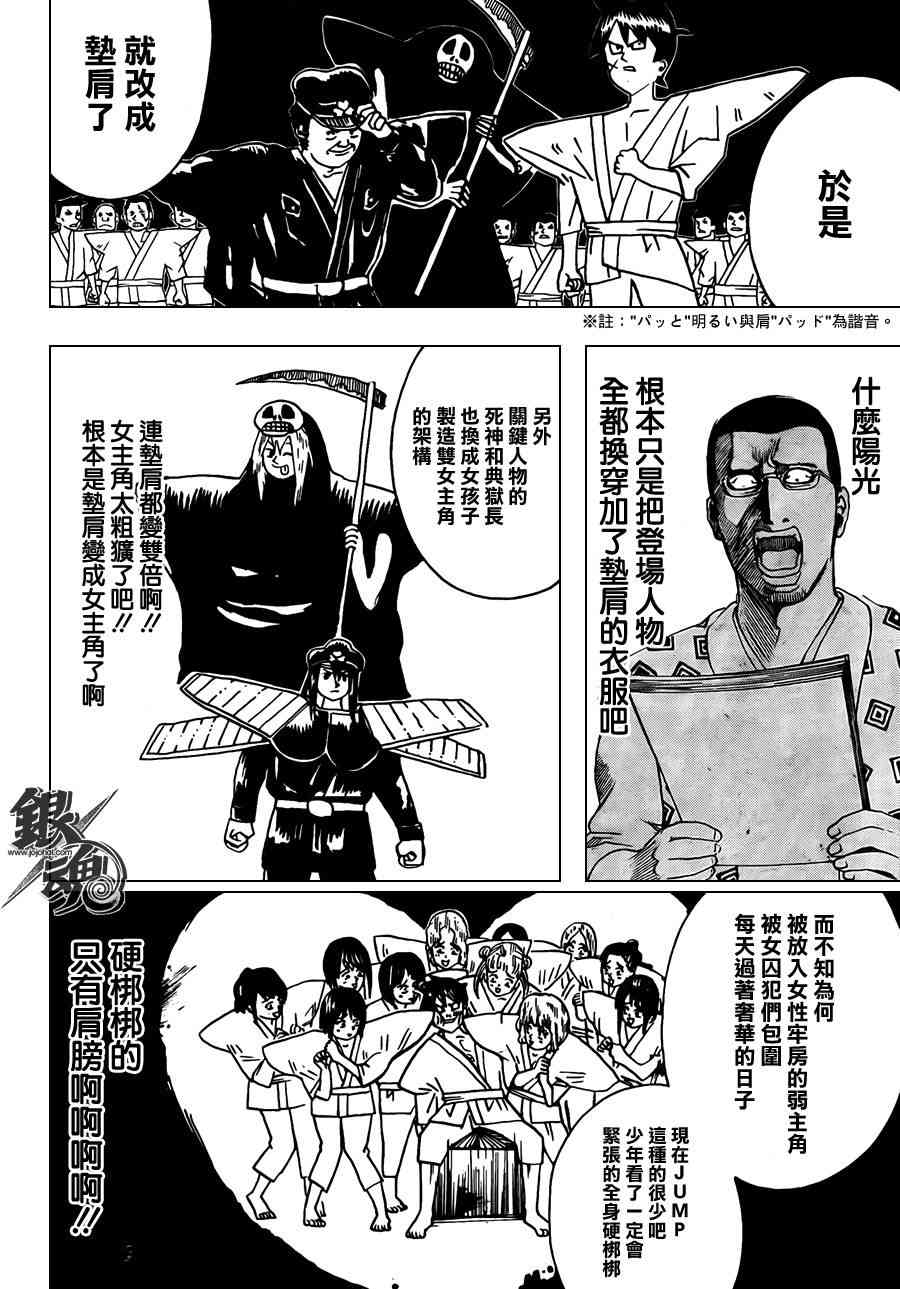 於是
就改成
墊肩了
※註："パッと"明るい與肩"パッド"為諧音。
什麼陽光
根本只是把登場人物
全都換穿加了墊肩的衣服吧
另外
關鍵人物的
死神和典獄長
也換成女孩子
製造雙女主角
的架構
連墊肩都變雙倍啊!!
女主角太粗獷了吧!!
根本是墊肩變成女主角了啊
銀魂
www.jojohot.com
而不知為何
被放入女性牢房的弱主角
被女囚犯們包圍
每天過著奢華的日子
現在JUMP
這種的很少吧
少年看了一定會
緊張的全身硬梆梆
硬梆梆的
只有肩膀啊啊啊啊!!